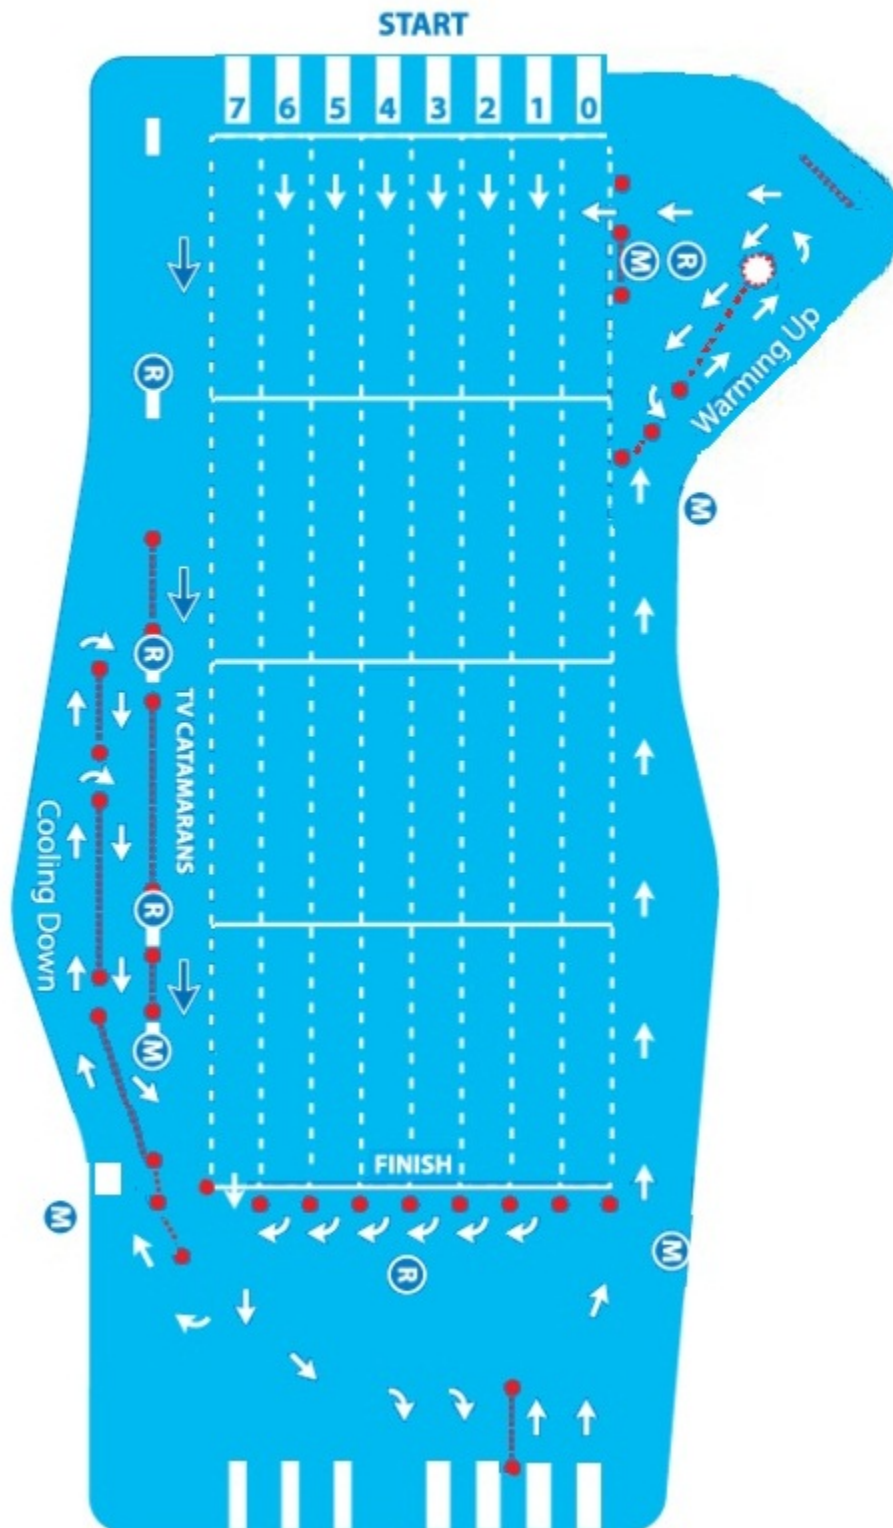 START
7 6 5 4 3 2 1 0
M R
R
Warming Up
M
R
TV CATAMARANS
Cooling Down
R
M
FINISH
M
M
R